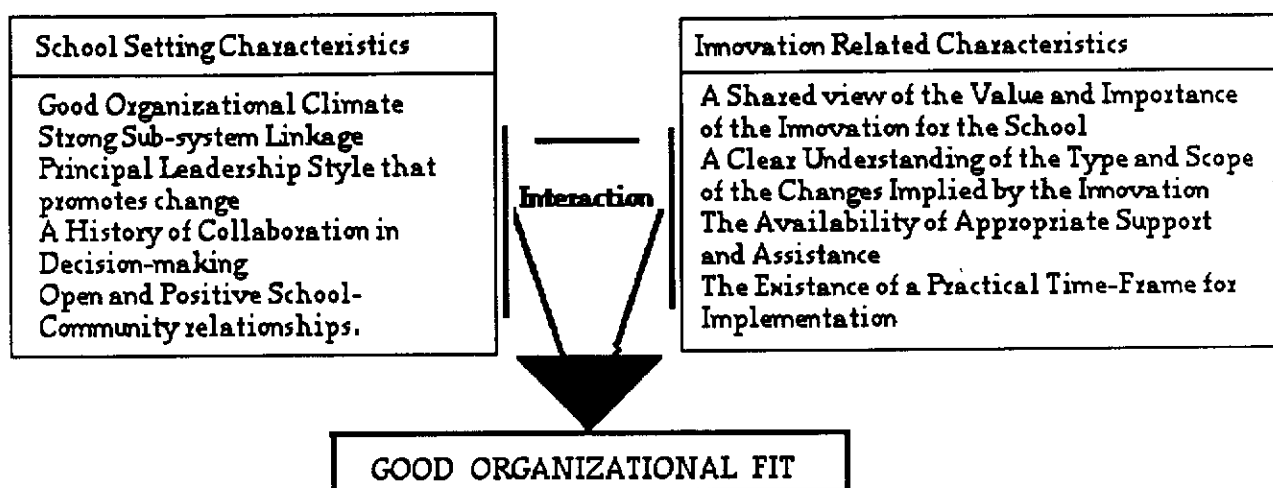 School Setting Characteristics
Good Organizational Climate
Strong Sub-system Linkage
Principal Leadership Style that
promotes change
A History of Collaboration in
Decision-making
Open and Positive School-
Community relationships.
Interaction
Innovation Related Characteristics
A Shared view of the Value and Importance
of the Innovation for the School
A Clear Understanding of the Type and Scope
of the Changes Implied by the Innovation
The Availability of Appropriate Support
and Assistance
The Existance of a Practical Time-Frame for
Implementation
GOOD ORGANIZATIONAL FIT